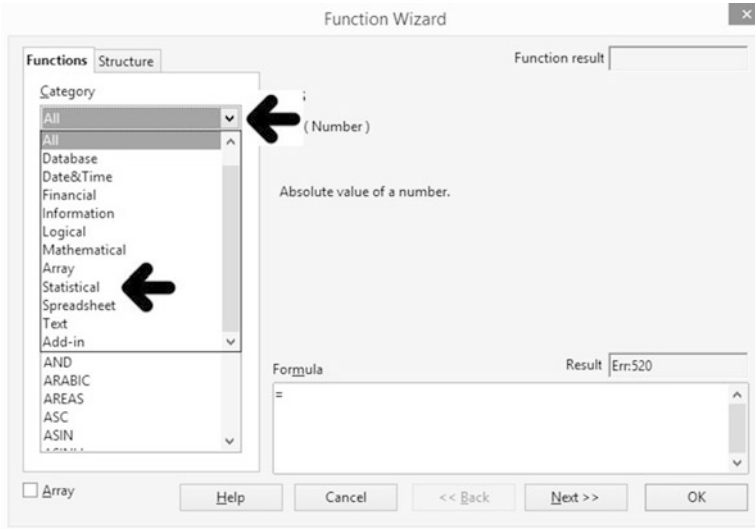 Function Wizard
x
Functions Structure
Function result
Category
All
( Number )
All
Database
Date&Time
Financial
Information
Logical
Mathematical
Array
Statistical
Spreadsheet
Text
Add-in
Absolute value of a number.
AND
ARABIC
AREAS
ASC
ASIN
Formula
Result Err:520
=
Array
Help
Cancel
<< Back
Next >>
OK